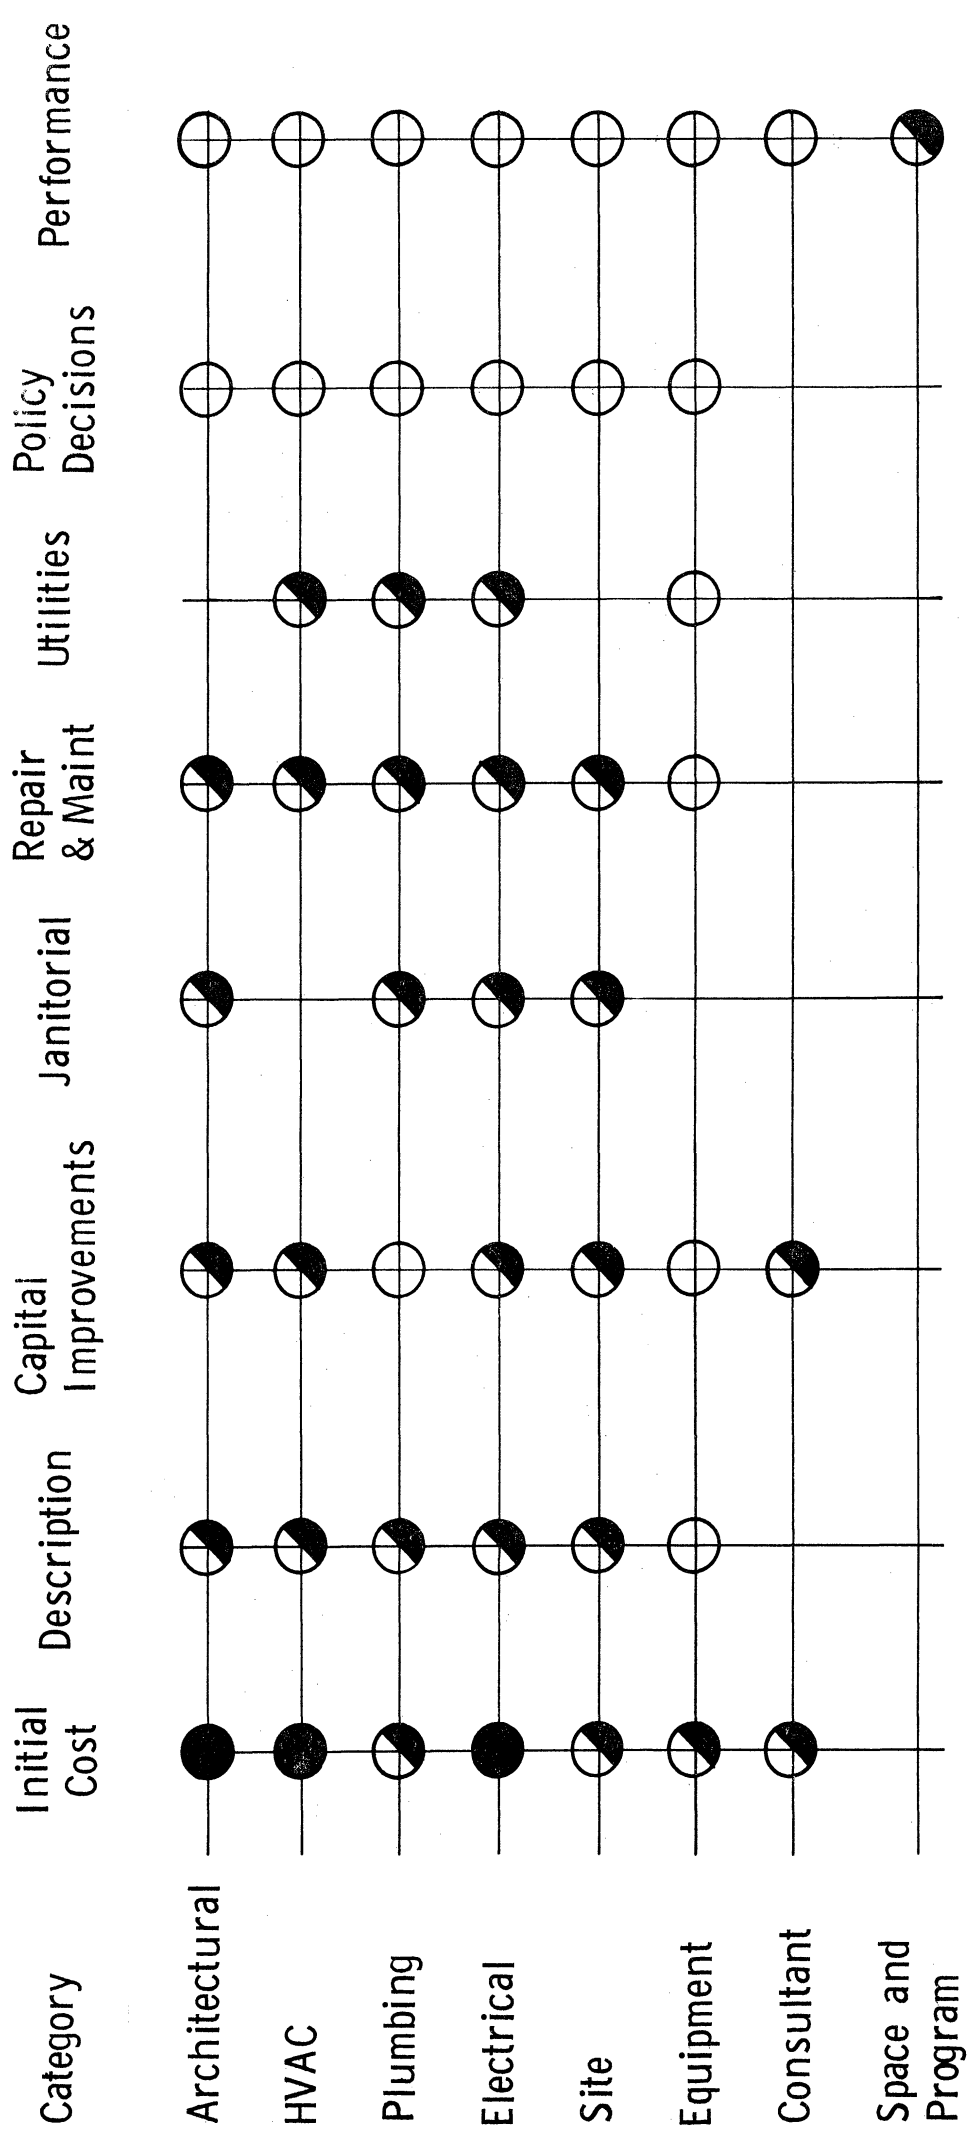 Category
Initial
Cost
Description
Capital
Improvements
Janitorial
Repair
& Maint
Utilities
Policy
Decisions
Performance
Architectural
HVAC
Plumbing
Electrical
Site
Equipment
Consultant
Space and
Program